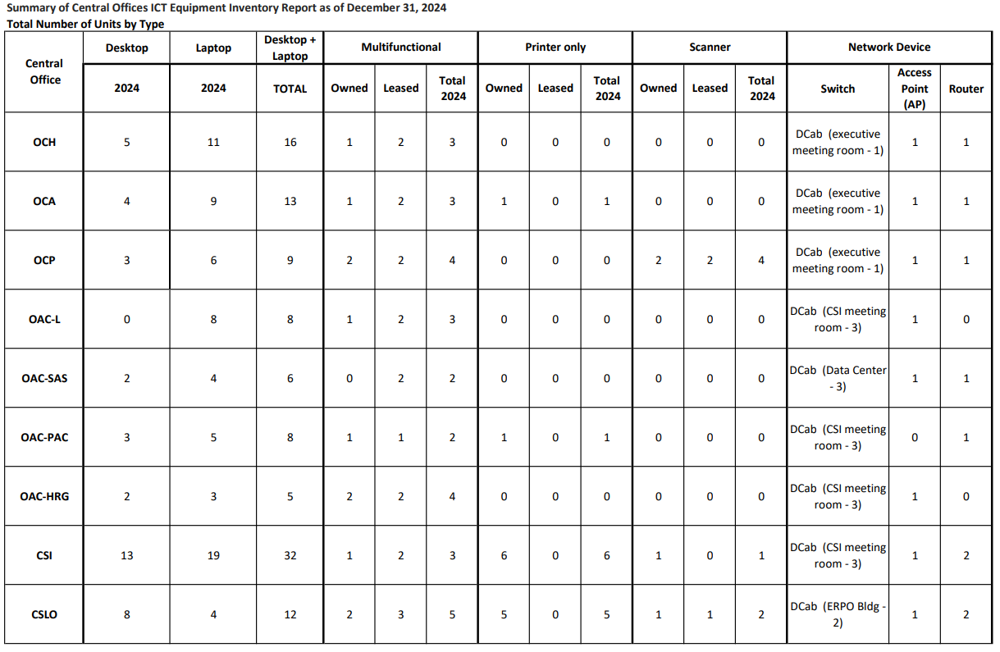 Summary of Central Offices ICT Equipment Inventory Report as of December 31, 2024
Total Number of Units by Type
Central Office Desktop Laptop Desktop + Laptop Multifunctional Printer only Scanner Network Device
2024 2024 TOTAL Owned Leased Total 2024 Owned Leased Total 2024 Owned Leased Total 2024 Switch Access Point (AP) Router
OCH 5 11 16 1 2 3 0 0 0 0 0 0 DCab (executive meeting room - 1) 1 1
OCA 4 9 13 1 2 3 1 0 1 0 0 0 DCab (executive meeting room - 1) 1 1
OCP 3 6 9 2 2 4 0 0 0 2 2 4 DCab (executive meeting room - 1) 1 1
OAC-L 0 8 8 1 2 3 0 0 0 0 0 0 DCab (CSI meeting room - 3) 1 0
OAC-SAS 2 4 6 0 2 2 0 0 0 0 0 0 DCab (Data Center - 3) 1 1
OAC-PAC 3 5 8 1 1 2 1 0 1 0 0 0 DCab (CSI meeting room - 3) 0 1
OAC-HRG 2 3 5 2 2 4 0 0 0 0 0 0 DCab (CSI meeting room - 3) 1 0
CSI 13 19 32 1 2 3 6 0 6 1 0 1 DCab (CSI meeting room - 3) 1 2
CSLO 8 4 12 2 3 5 5 0 5 1 1 2 DCab (ERPO Bldg - 2) 1 2